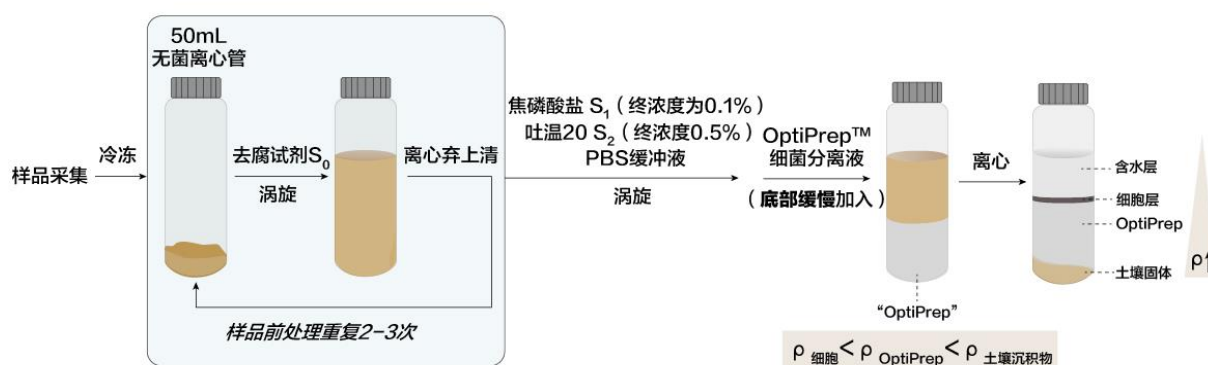 50mL
无菌离心管
样品采集
冷冻
去腐试剂S₀
涡旋
离心弃上清
样品前处理重复2-3次
焦磷酸盐 S₁（终浓度为0.1%）
吐温20 S₂（终浓度0.5%）
PBS缓冲液
涡旋
OptiPrep™
细菌分离液
（底部缓慢加入）
"OptiPrep"
离心
含水层
细胞层
OptiPrep
土壤固体
ρ
ρ 细胞 < ρ OptiPrep < ρ 土壤沉积物